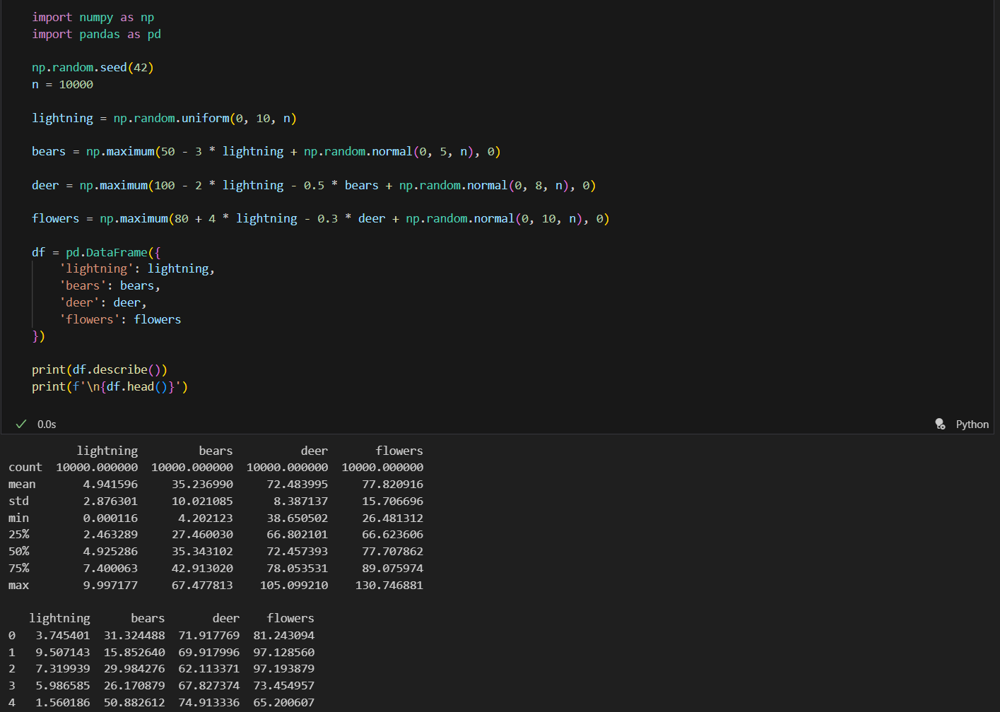 import numpy as np
import pandas as pd
np.random.seed(42)
n = 10000
lightning = np.random.uniform(0, 10, n)
bears = np.maximum(50 - 3 * lightning + np.random.normal(0, 5, n), 0)
deer = np.maximum(100 - 2 * lightning - 0.5 * bears + np.random.normal(0, 8, n), 0)
flowers = np.maximum(80 + 4 * lightning - 0.3 * deer + np.random.normal(0, 10, n), 0)
df = pd.DataFrame({
    'lightning': lightning,
    'bears': bears,
    'deer': deer,
    'flowers': flowers
})
print(df.describe())
print(f'\n{df.head()}')
0.0s Python
lightning bears deer flowers
count 10000.000000 10000.000000 10000.000000 10000.000000
mean 4.941596 35.236990 72.483995 77.820916
std 2.876301 10.021085 8.387137 15.706696
min 0.000116 4.202123 38.650502 26.481312
25% 2.463289 27.460030 66.802101 66.623606
50% 4.925286 35.343102 72.457393 77.707862
75% 7.400063 42.913020 78.053531 89.075974
max 9.997177 67.477813 105.099210 130.746881
lightning bears deer flowers
0 3.745401 31.324488 71.917769 81.243094
1 9.507143 15.852640 69.917996 97.128560
2 7.319939 29.984276 62.113371 97.193879
3 5.986585 26.170879 67.827374 73.454957
4 1.560186 50.882612 74.913336 65.200607